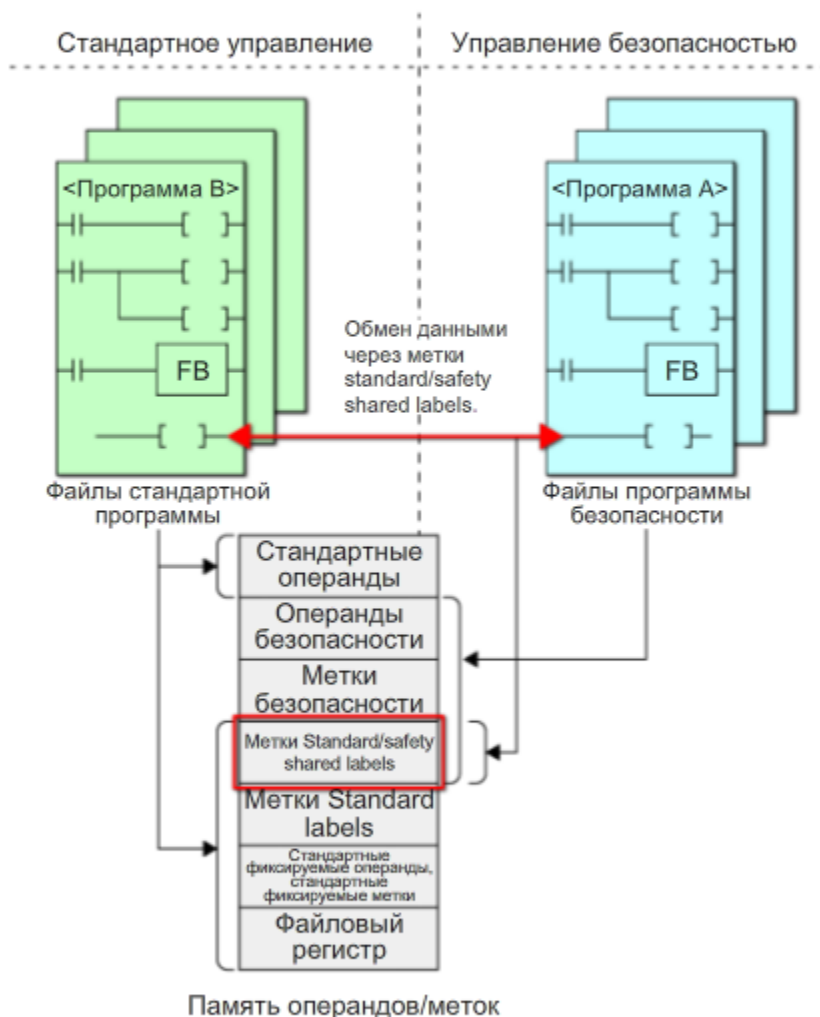 Стандартное управление
Управление безопасностью
<Программа B>
FB
<Программа A>
FB
Обмен данными
через метки
standard/safety
shared labels.
Файлы стандартной
программы
Файлы программы
безопасности
Стандартные
операнды
Операнды
безопасности
Метки
безопасности
Метки Standard/safety
shared labels
Метки Standard
labels
Стандартные
фиксируемые операнды,
стандартные
фиксируемые метки
Файловый
регистр
Память операндов/меток